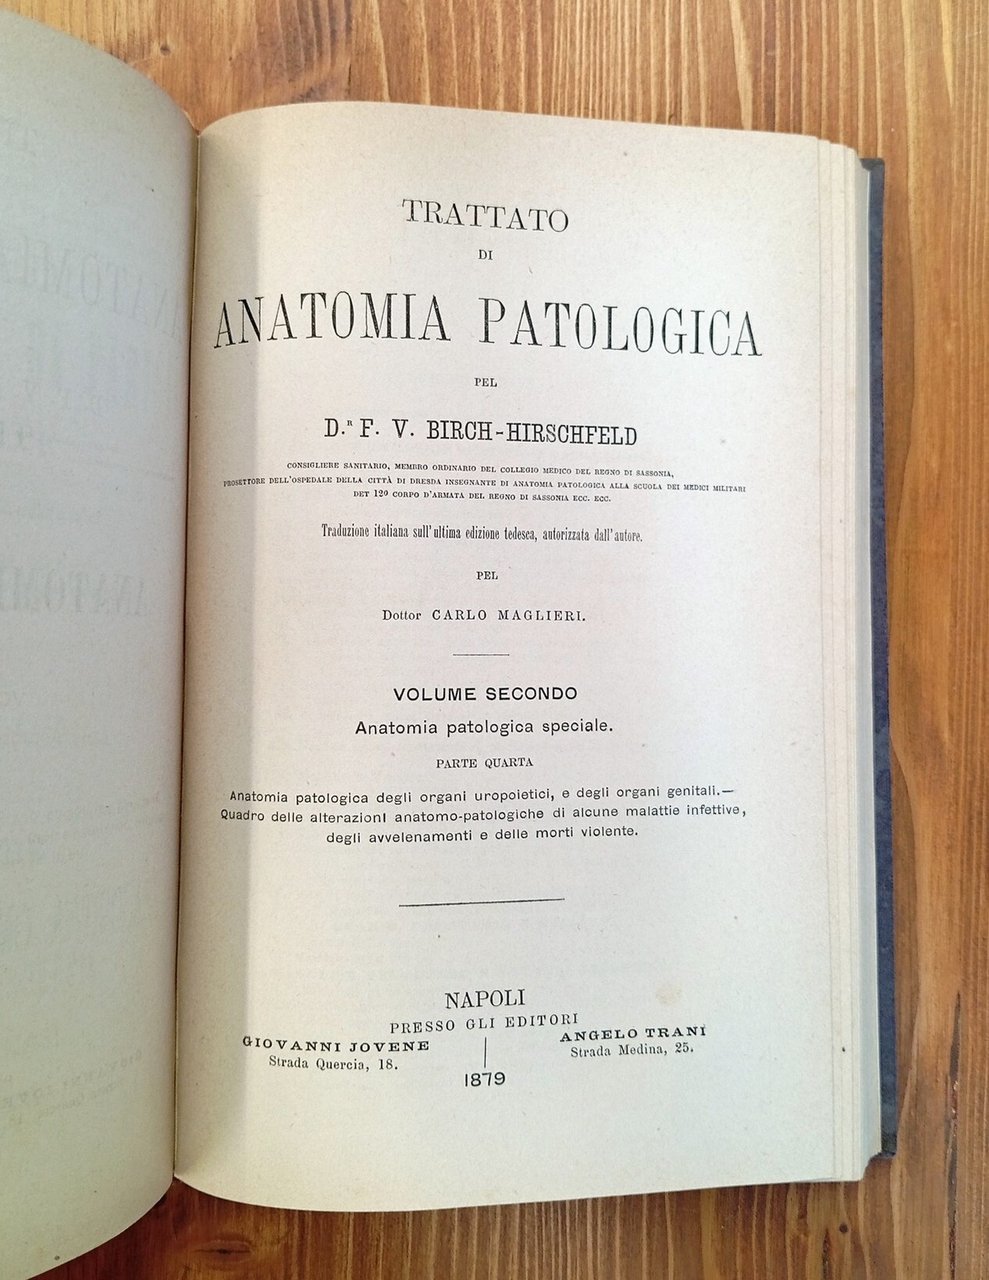 TRATTATO
DI
ANATOMIA PATOLOGICA
PEL
D.R F. V. BIRCH-HIRSCHFELD
CONSIGLIERE SANITARIO, MEMBRO ORDINARIO DEL COLLEGIO MEDICO DEL REGNO DI SASSONIA,
PROSETTORE DELL'OSPEDALE DELLA CITTÀ DI DRESDA INSEGNANTE DI ANATOMIA PATOLOGICA ALLA SCUOLA DEI MEDICI MILITARI
DET 12º CORPO D'ARMATA DEL REGNO DI SASSONIA ECC. ECC.
Traduzione italiana sull'ultima edizione tedesca, autorizzata dall'autore.
PEL
Dottor CARLO MAGLIERI.
VOLUME SECONDO
Anatomia patologica speciale.
PARTE QUARTA
Anatomia patologica degli organi uropoietici, e degli organi genitali.—
Quadro delle alterazioni anatomo-patologiche di alcune malattie infettive,
degli avvelenamenti e delle morti violente.
NAPOLI
PRESSO GLI EDITORI
GIOVANNI JOVENE
Strada Quercia, 18.
ANGELO TRANI
Strada Medina, 25.
1879